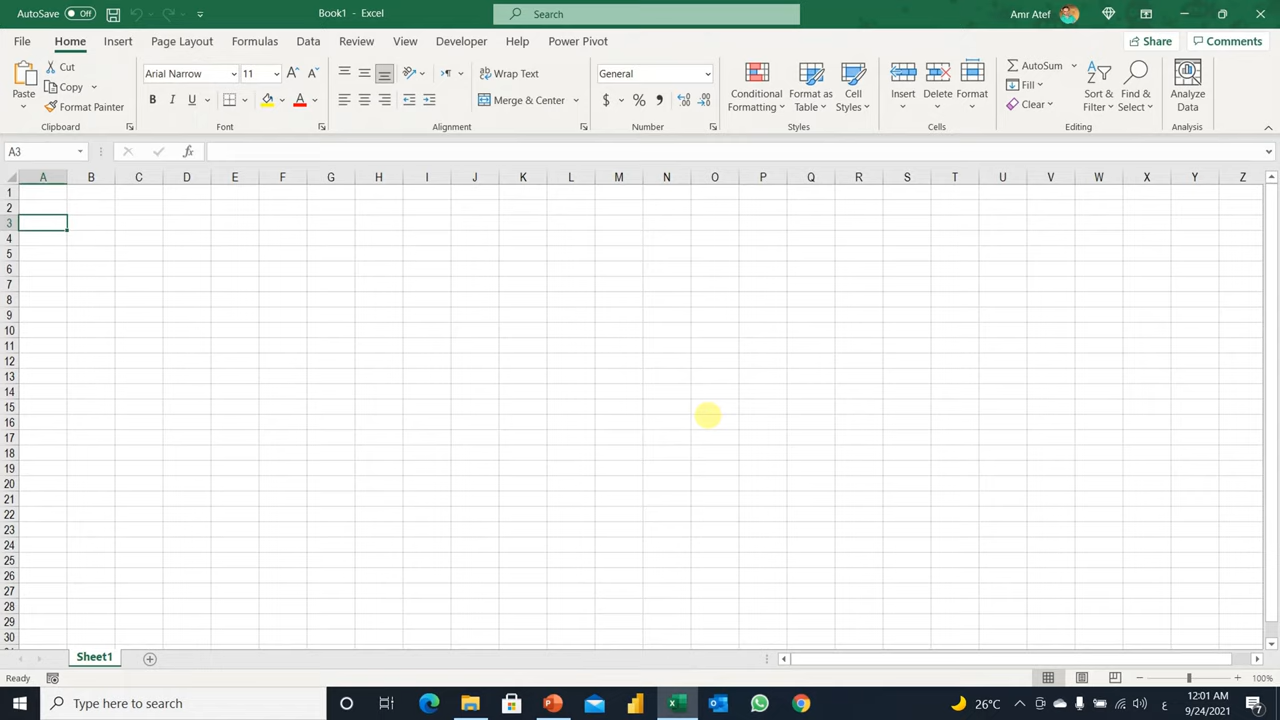 AutoSave Off Book1 - Excel Search Amr Atef
File Home Insert Page Layout Formulas Data Review View Developer Help Power Pivot Share Comments
Paste Cut Copy Format Painter Clipboard
Arial Narrow 11 B I U A Font
Wrap Text Merge & Center Alignment
General $ % Number
Conditional Formatting Format as Table Cell Styles Styles
Insert Delete Format Cells
AutoSum Fill Clear Sort & Filter Find & Select Editing
Analyze Data Analysis
A3 fx
A B C D E F G H I J K L M N O P Q R S T U V W X Y Z
1
2
3
4
5
6
7
8
9
10
11
12
13
14
15
16
17
18
19
20
21
22
23
24
25
26
27
28
29
30
Sheet1
Ready 100%
Type here to search 26°C ع 12:01 AM
9/24/2021